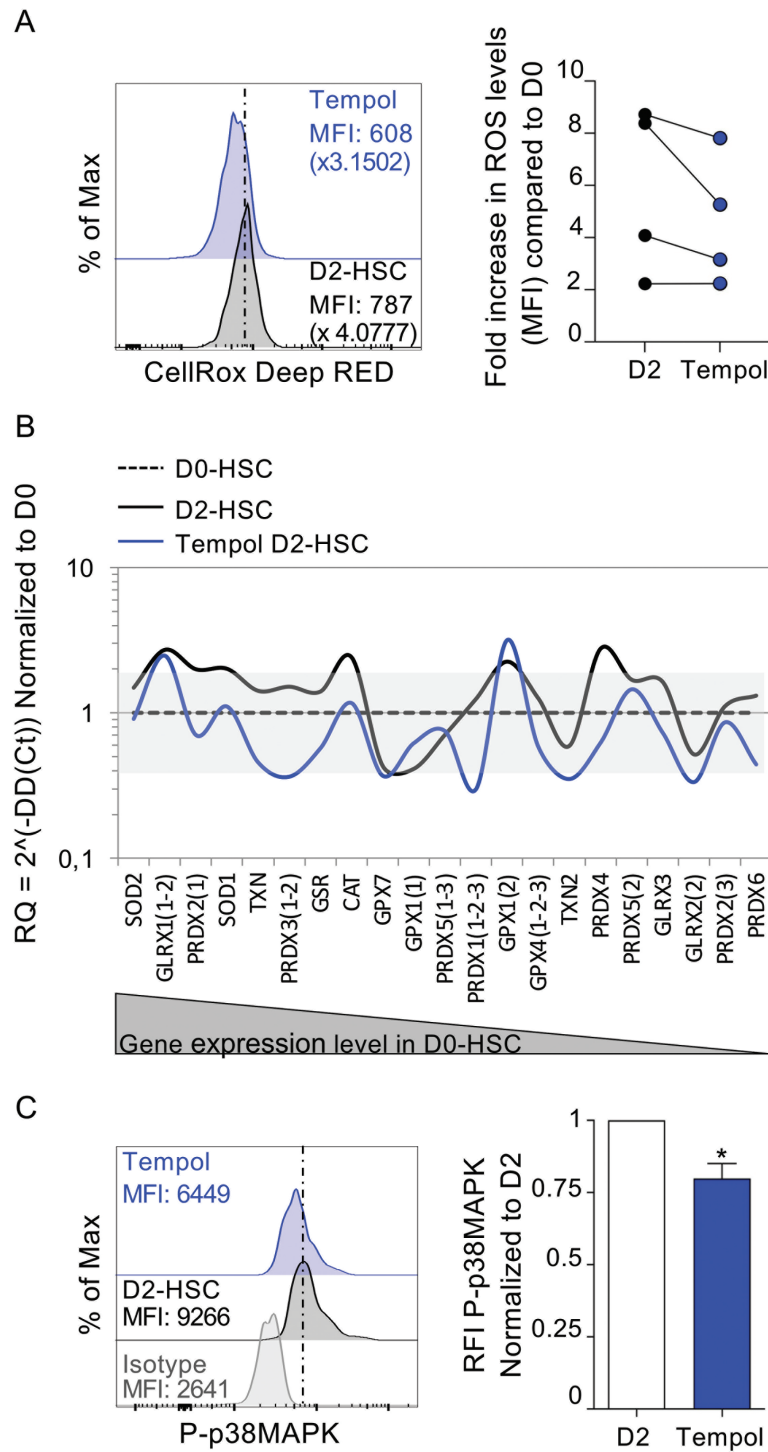 A
Tempol
MFI: 608
(x3.1502)
D2-HSC
MFI: 787
(x 4.0777)
% of Max
CellRox Deep RED
Fold increase in ROS levels
(MFI) compared to D0
10
8
6
4
2
0
D2 Tempol
B
D0-HSC
D2-HSC
Tempol D2-HSC
RQ = 2^(-DD(Ct)) Normalized to D0
10
1
0,1
SOD2
GLRX1(1-2)
PRDX2(1)
SOD1
TXN
PRDX3(1-2)
GSR
CAT
GPX7
GPX1(1)
PRDX5(1-3)
PRDX1(1-2-3)
GPX1(2)
GPX4(1-2-3)
TXN2
PRDX4
PRDX5(2)
GLRX3
GLRX2(2)
PRDX2(3)
PRDX6
Gene expression level in D0-HSC
C
Tempol
MFI: 6449
D2-HSC
MFI: 9266
Isotype
MFI: 2641
% of Max
P-p38MAPK
RFI P-p38MAPK
Normalized to D2
1
0.75
0.5
0.25
0
*
D2 Tempol